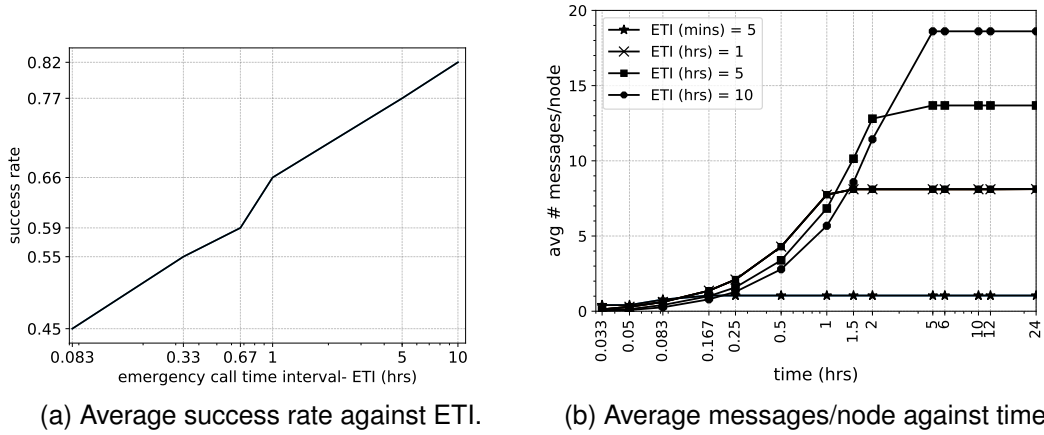 0.82
0.77
0.66
0.59
0.55
0.45
success rate
0.083 0.33 0.67 1 5 10
emergency call time interval- ETI (hrs)
(a) Average success rate against ETI.
20
15
10
5
0
avg # messages/node
ETI (mins) = 5
ETI (hrs) = 1
ETI (hrs) = 5
ETI (hrs) = 10
0.033 0.05 0.083 0.167 0.25 0.5 1 1.5 2 5 6 10 12 24
time (hrs)
(b) Average messages/node against time